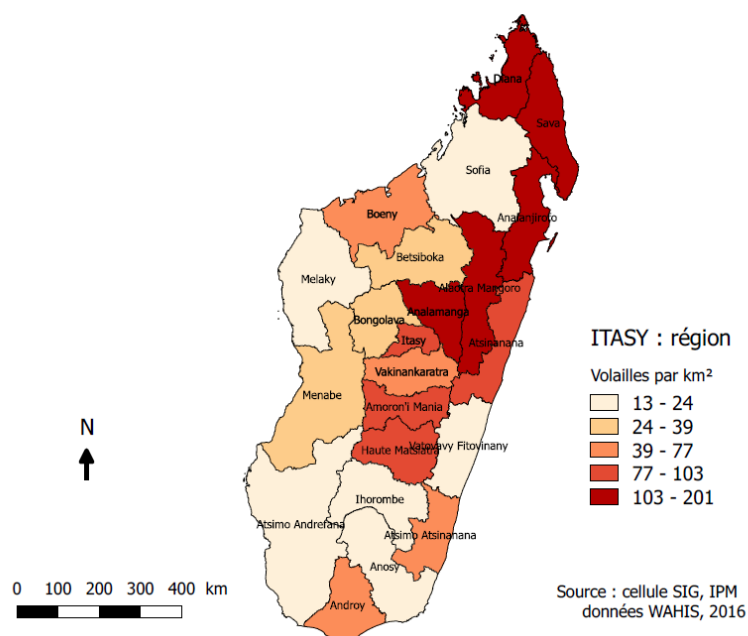 Diana
Sava
Sofia
Analanjirofo
Boeny
Betsiboka
Melaky
Alaotra Mangoro
Analamanga
Bongolava
Atsinanana
Itasy
Vakinankaratra
Menabe
Amoron'i Mania
Haute Matsiatra
Vatovavy Fitovinany
Ihorombe
Atsimo Andrefana
Atsimo Atsinanana
Anosy
Androy
N
0 100 200 300 400 km
ITASY : région
Volailles par km²
13 - 24
24 - 39
39 - 77
77 - 103
103 - 201
Source : cellule SIG, IPM
données WAHIS, 2016